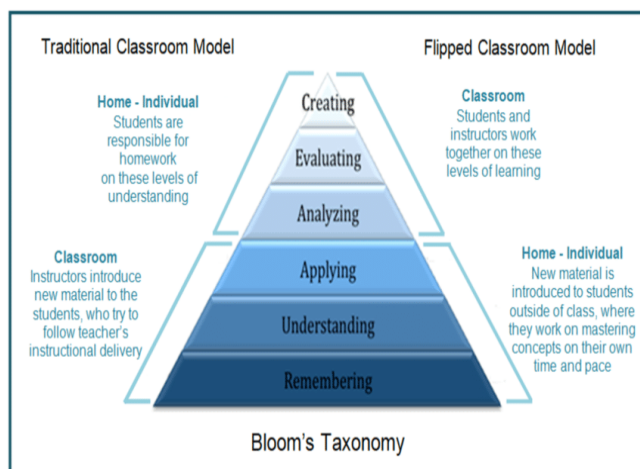 Traditional Classroom Model
Flipped Classroom Model
Home - Individual
Students are
responsible for
homework
on these levels of
understanding
Classroom
Instructors introduce
new material to the
students, who try to
follow teacher's
instructional delivery
Creating
Evaluating
Analyzing
Applying
Understanding
Remembering
Classroom
Students and
instructors work
together on these
levels of learning
Home - Individual
New material is
introduced to students
outside of class, where
they work on mastering
concepts on their own
time and pace
Bloom's Taxonomy